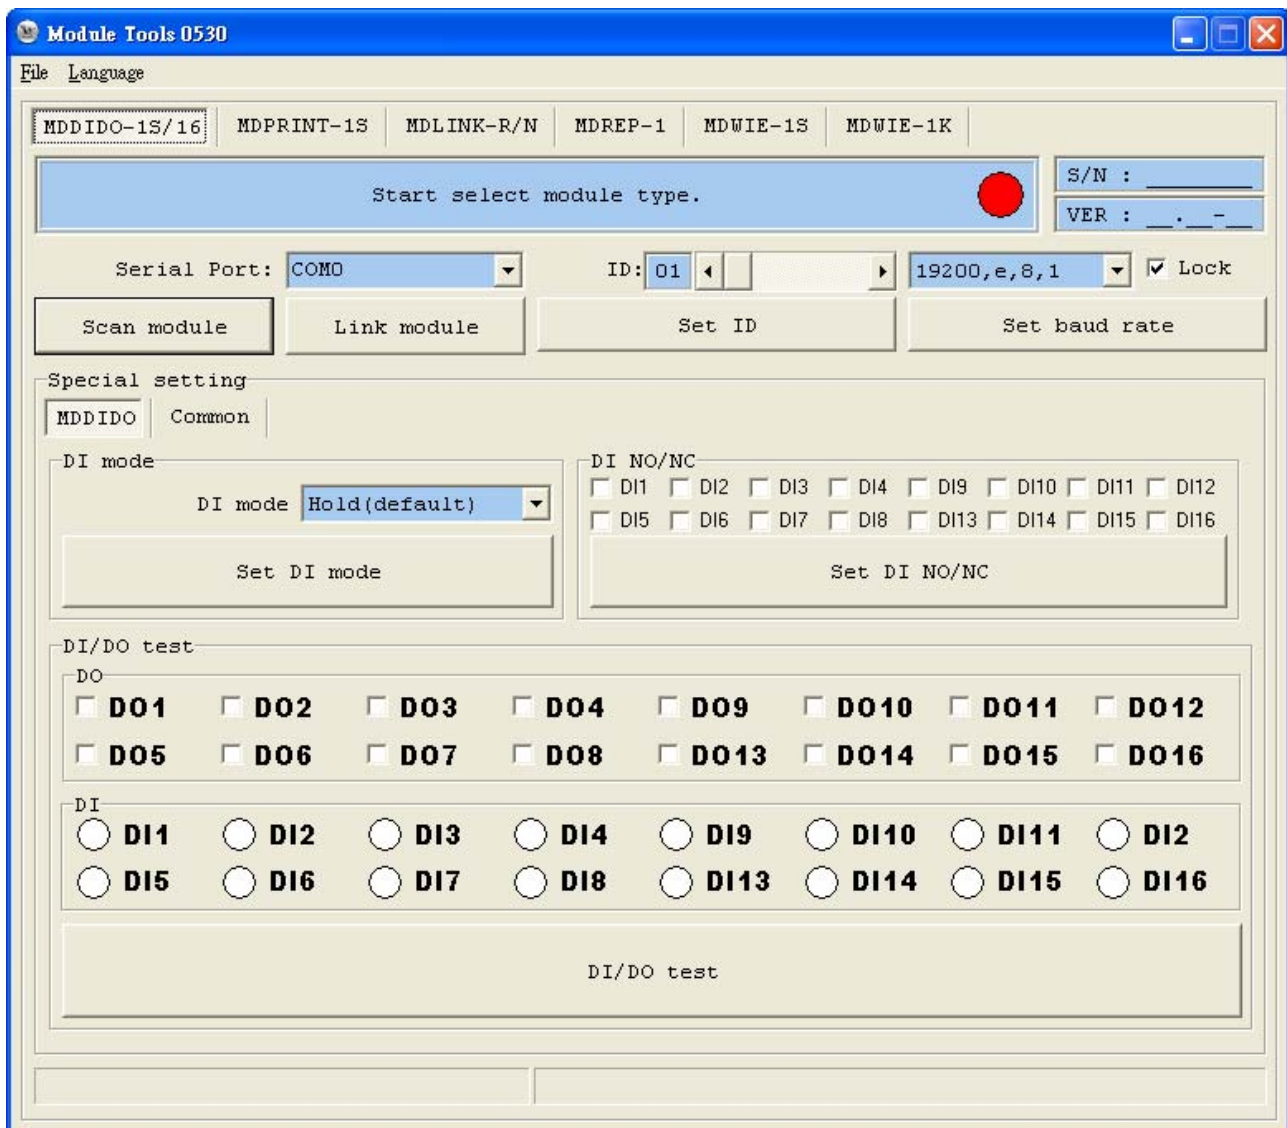 Module Tools 0530
File Language
MDDIDO-1S/16 MDPRINT-1S MDLINK-R/N MDREP-1 MDWIE-1S MDWIE-1K
Start select module type.
S/N : ________
VER : __.__-__
Serial Port: COM0 ID: 01 19200,e,8,1 Lock
Scan module Link module Set ID Set baud rate
Special setting
MDDIDO Common
DI mode
DI mode Hold(default)
Set DI mode
DI NO/NC
DI1 DI2 DI3 DI4 DI9 DI10 DI11 DI12
DI5 DI6 DI7 DI8 DI13 DI14 DI15 DI16
Set DI NO/NC
DI/DO test
DO
DO1 DO2 DO3 DO4 DO9 DO10 DO11 DO12
DO5 DO6 DO7 DO8 DO13 DO14 DO15 DO16
DI
DI1 DI2 DI3 DI4 DI9 DI10 DI11 DI2
DI5 DI6 DI7 DI8 DI13 DI14 DI15 DI16
DI/DO test